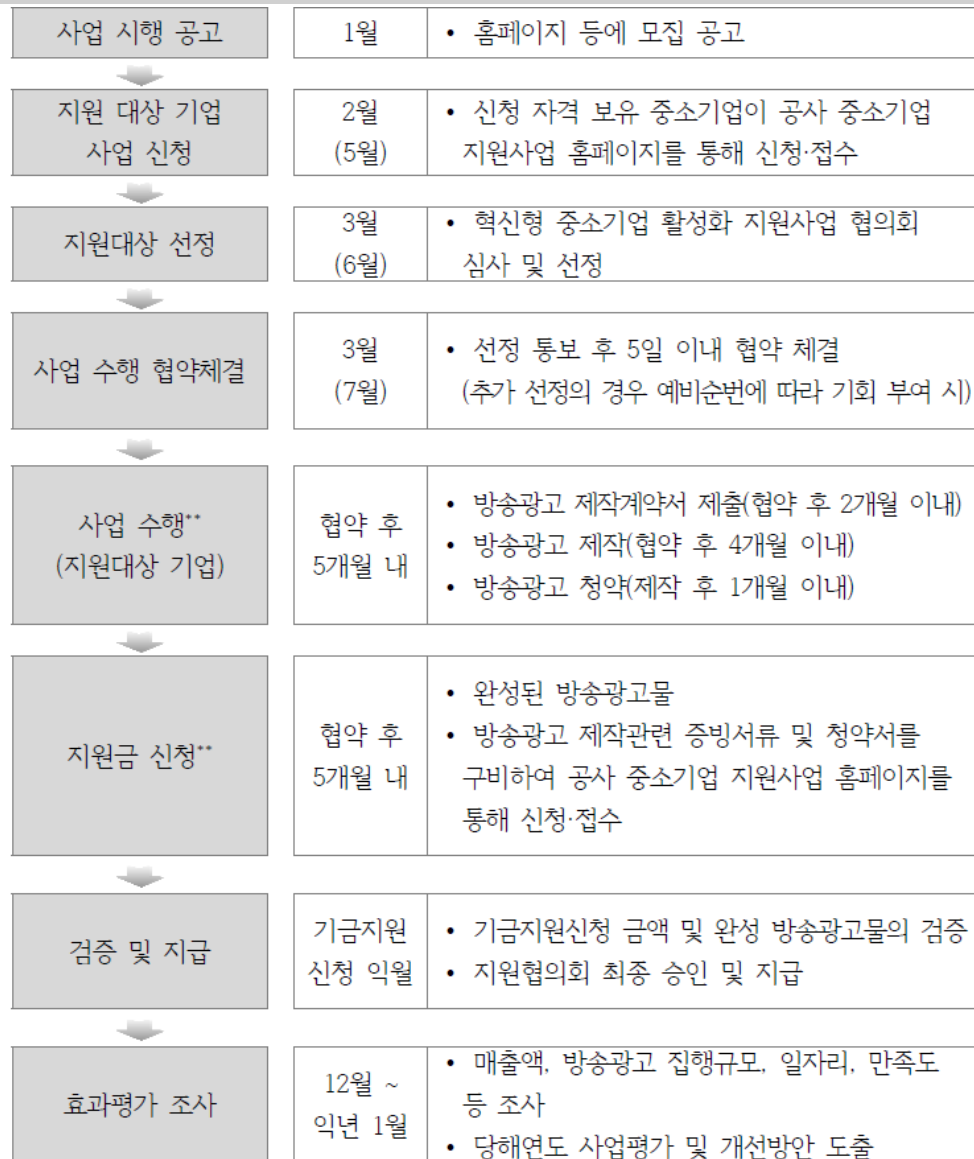 사업 시행 공고
1월
• 홈페이지 등에 모집 공고
지원 대상 기업
사업 신청
2월
(5월)
• 신청 자격 보유 중소기업이 공사 중소기업
지원사업 홈페이지를 통해 신청·접수
지원대상 선정
3월
(6월)
• 혁신형 중소기업 활성화 지원사업 협의회
심사 및 선정
사업 수행 협약체결
3월
(7월)
• 선정 통보 후 5일 이내 협약 체결
(추가 선정의 경우 예비순번에 따라 기회 부여 시)
사업 수행**
(지원대상 기업)
협약 후
5개월 내
• 방송광고 제작계약서 제출(협약 후 2개월 이내)
• 방송광고 제작(협약 후 4개월 이내)
• 방송광고 청약(제작 후 1개월 이내)
지원금 신청**
협약 후
5개월 내
• 완성된 방송광고물
• 방송광고 제작관련 증빙서류 및 청약서를
구비하여 공사 중소기업 지원사업 홈페이지를
통해 신청·접수
검증 및 지급
기금지원
신청 익월
• 기금지원신청 금액 및 완성 방송광고물의 검증
• 지원협의회 최종 승인 및 지급
효과평가 조사
12월 ~
익년 1월
• 매출액, 방송광고 집행규모, 일자리, 만족도
등 조사
• 당해연도 사업평가 및 개선방안 도출